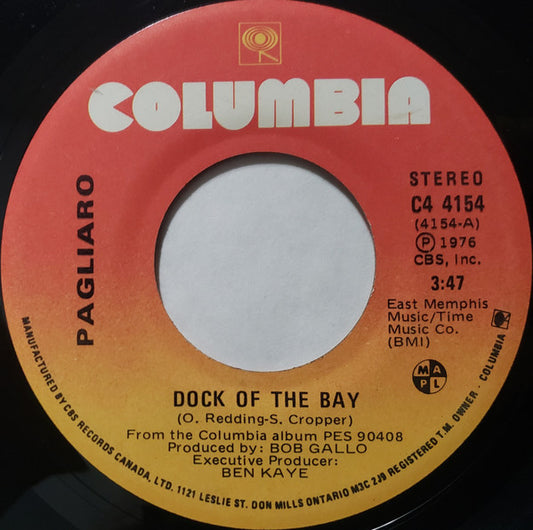 COLUMBIA
PAGLIARO
STEREO
C4 4154
(4154-A)
Ⓟ 1976
CBS, Inc.
3:47
East Memphis
Music/Time
Music Co.
(BMI)
M A P L
DOCK OF THE BAY
(O. Redding-S. Cropper)
From the Columbia album PES 90408
Produced by: BOB GALLO
Executive Producer:
BEN KAYE
MANUFACTURED BY CBS RECORDS CANADA, LTD. 1121 LESLIE ST. DON MILLS ONTARIO M3C 2J9 REGISTERED T.M. OWNER - COLUMBIA